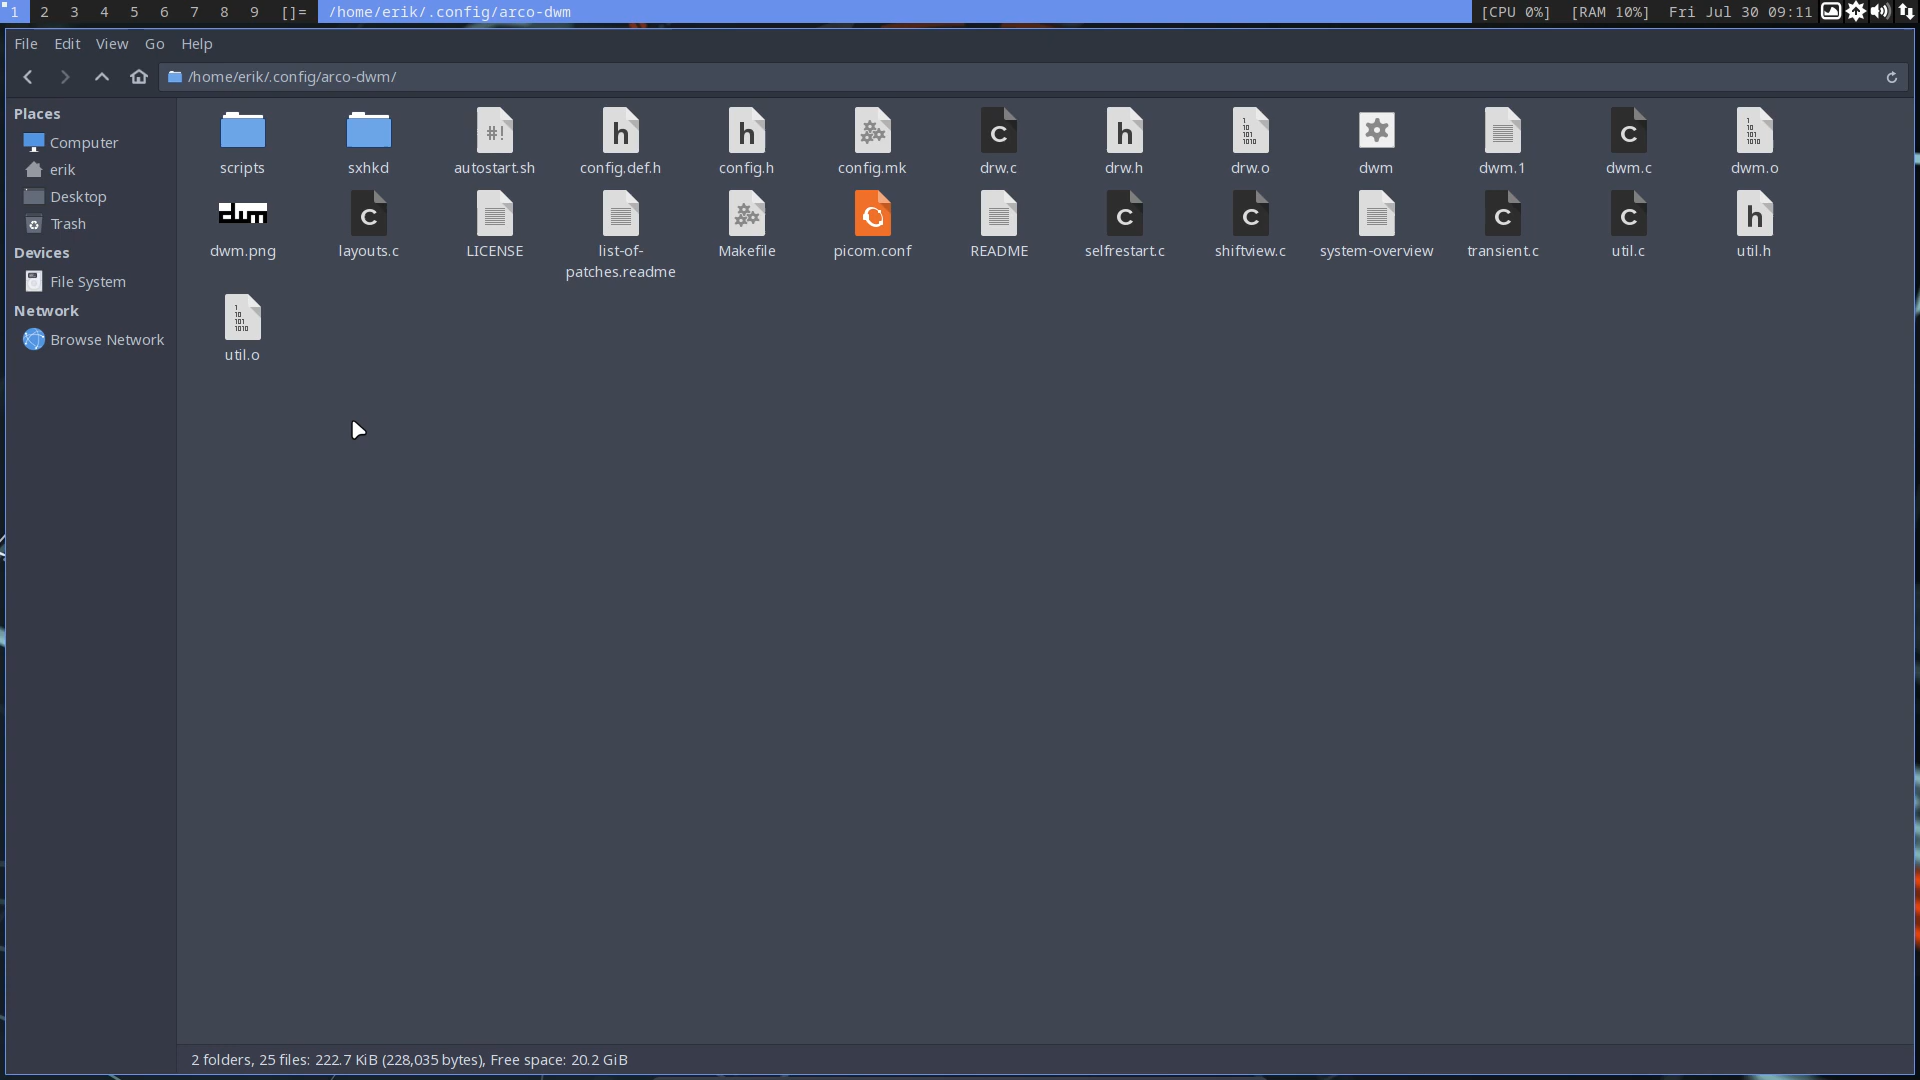 1 2 3 4 5 6 7 8 9 []= /home/erik/.config/arco-dwm [CPU 0%] [RAM 10%] Fri Jul 30 09:11
File Edit View Go Help
/home/erik/.config/arco-dwm/
Places
Computer
erik
Desktop
Trash
Devices
File System
Network
Browse Network
scripts sxhkd autostart.sh config.def.h config.h config.mk drw.c drw.h drw.o dwm dwm.1 dwm.c dwm.o
dwm.png layouts.c LICENSE list-of-patches.readme Makefile picom.conf README selfrestart.c shiftview.c system-overview transient.c util.c util.h
util.o
2 folders, 25 files: 222.7 KiB (228,035 bytes), Free space: 20.2 GiB